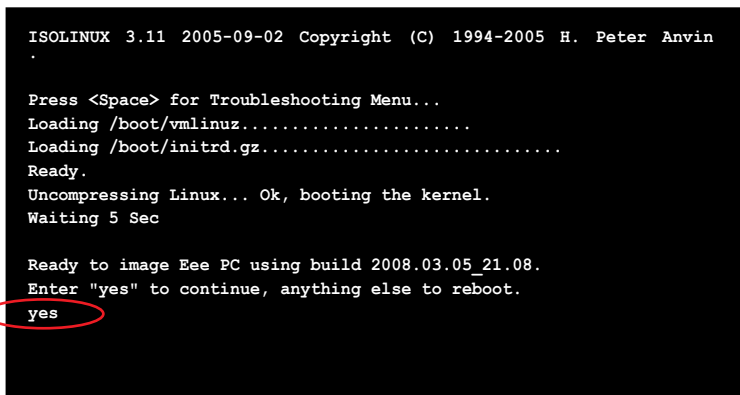 ISOLINUX 3.11 2005-09-02 Copyright (C) 1994-2005 H. Peter Anvin
.
Press <Space> for Troubleshooting Menu...
Loading /boot/vmlinuz.......................
Loading /boot/initrd.gz..............................
Ready.
Uncompressing Linux... Ok, booting the kernel.
Waiting 5 Sec
Ready to image Eee PC using build 2008.03.05_21.08.
Enter "yes" to continue, anything else to reboot.
yes